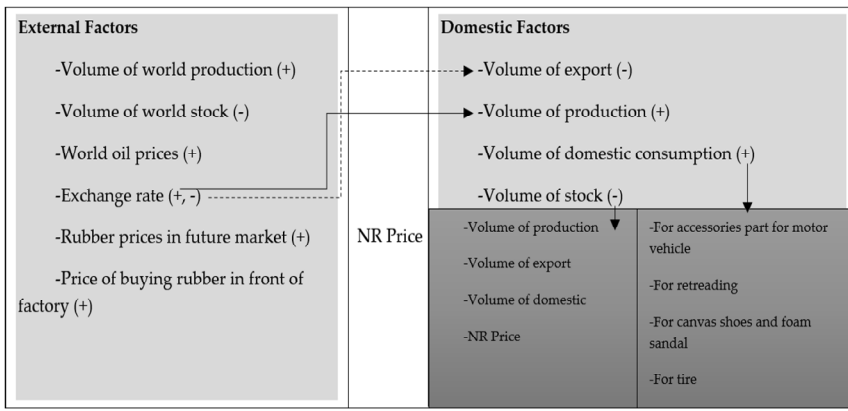 External Factors
-Volume of world production (+)
-Volume of world stock (-)
-World oil prices (+)
-Exchange rate (+, -)
-Rubber prices in future market (+)
-Price of buying rubber in front of
factory (+)
NR Price
Domestic Factors
-Volume of export (-)
-Volume of production (+)
-Volume of domestic consumption (+)
-Volume of stock (-)
-Volume of production
-Volume of export
-Volume of domestic
-NR Price
-For accessories part for motor
vehicle
-For retreading
-For canvas shoes and foam
sandal
-For tire